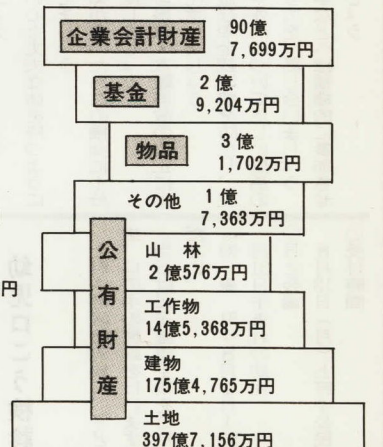 企業会計財産 90億
7,699万円
基金 2億
9,204万円
物品 3億
1,702万円
その他 1億
7,363万円
公有財産
山林
2億576万円
円
工作物
14億5,368万円
建物
175億4,765万円
土地
397億7,156万円